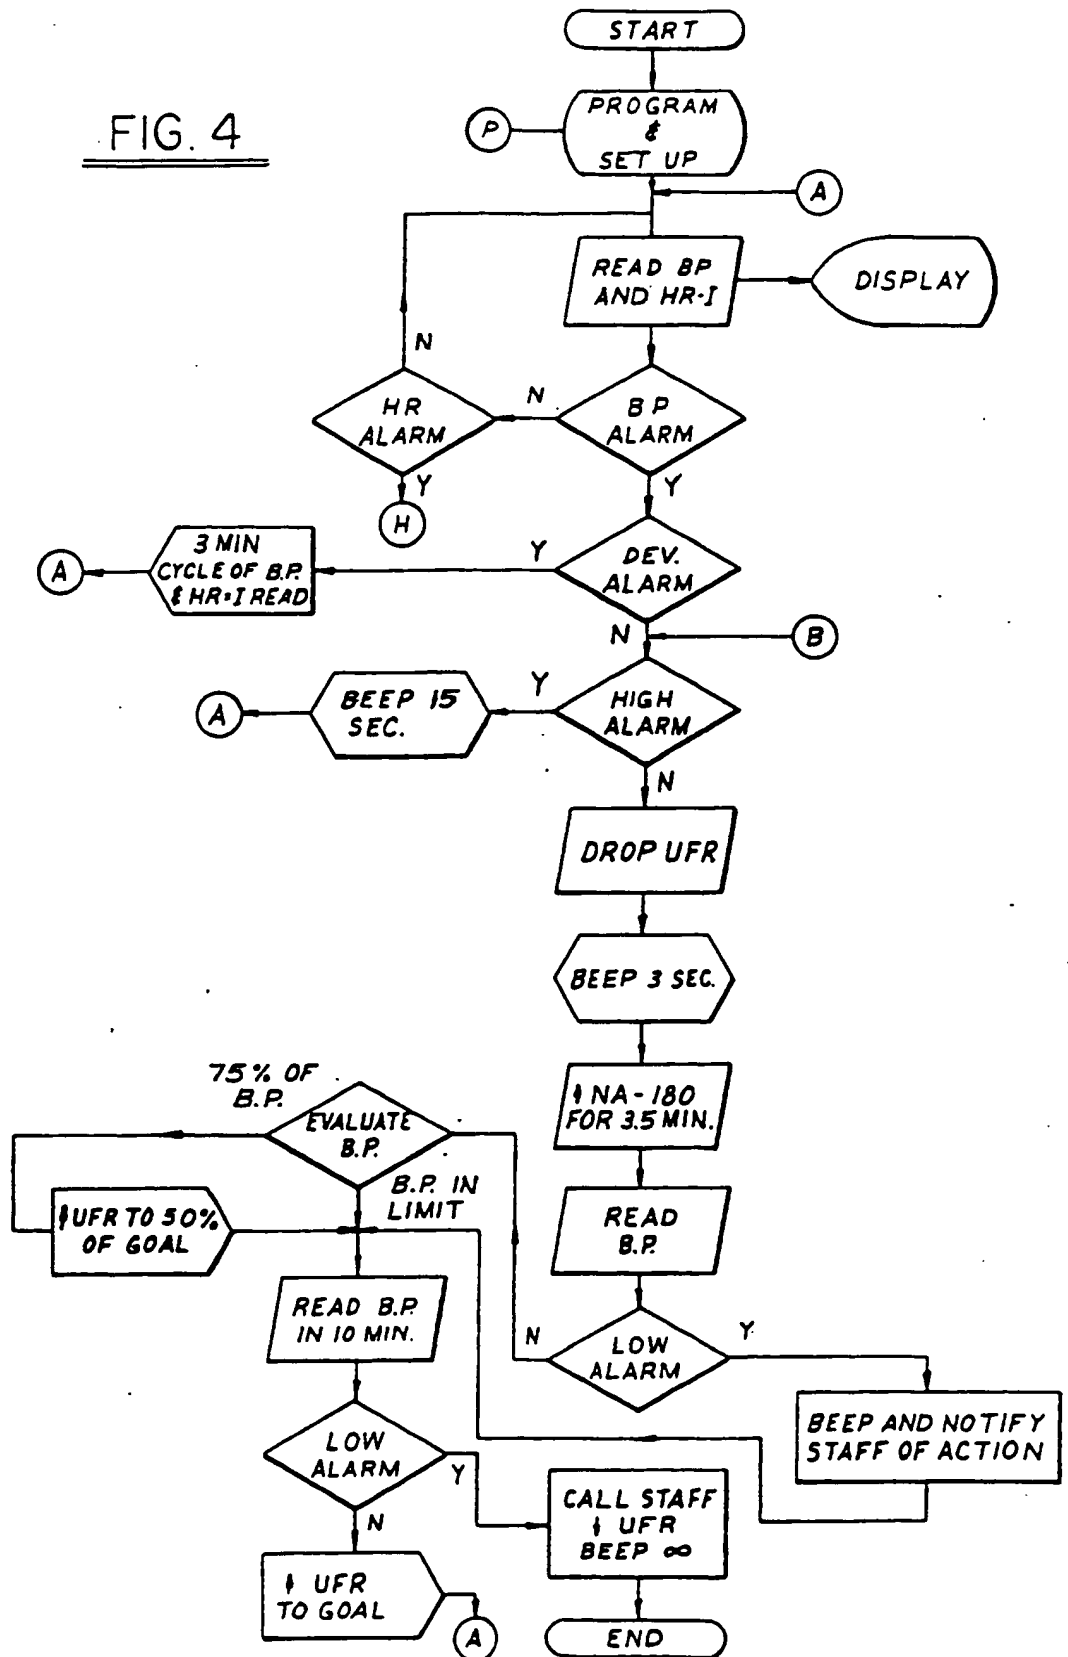 START
FIG. 4
P
PROGRAM
&
SET UP
A
READ BP
AND HR-I
DISPLAY
N
N
HR
ALARM
BP
ALARM
Y
Y
H
3 MIN
CYCLE OF B.P.
& HR=I READ
A
Y
DEV.
ALARM
N
B
A
BEEP 15
SEC.
Y
HIGH
ALARM
N
DROP UFR
BEEP 3 SEC.
75% OF
B.P.
EVALUATE
B.P.
NA-180
FOR 3.5 MIN.
B.P. IN
LIMIT
UFR TO 50%
OF GOAL
READ
B.P.
READ B.P.
IN 10 MIN.
N
LOW
ALARM
Y
BEEP AND NOTIFY
STAFF OF ACTION
LOW
ALARM
Y
N
CALL STAFF
↓ UFR
BEEP ∞
UFR
TO GOAL
A
END